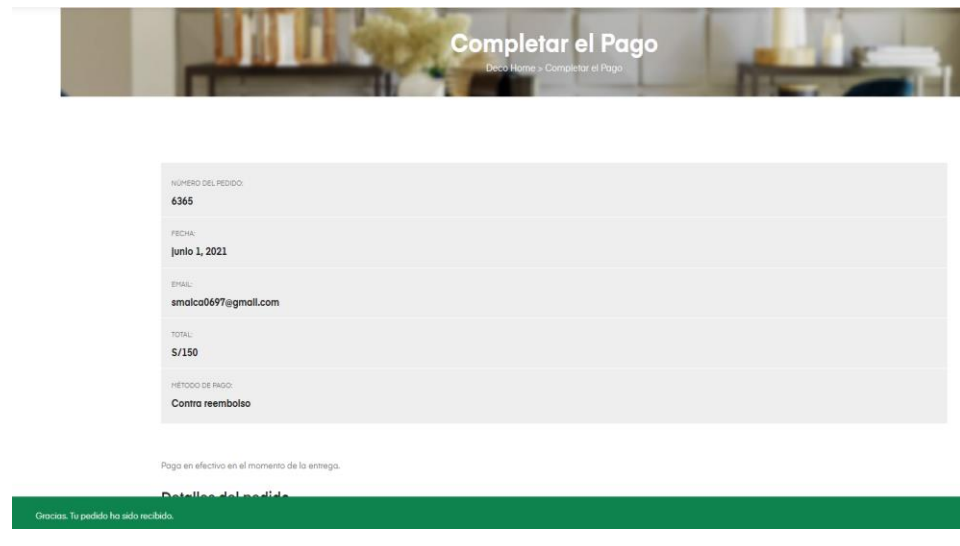 Completar el Pago
Deco Home » Completar el Pago
NÚMERO DEL PEDIDO:
6365
FECHA:
junio 1, 2021
EMAIL:
smalca0697@gmail.com
TOTAL:
S/150
MÉTODO DE PAGO:
Contra reembolso
Paga en efectivo en el momento de la entrega.
Detalles del pedido
Gracias. Tu pedido ha sido recibido.